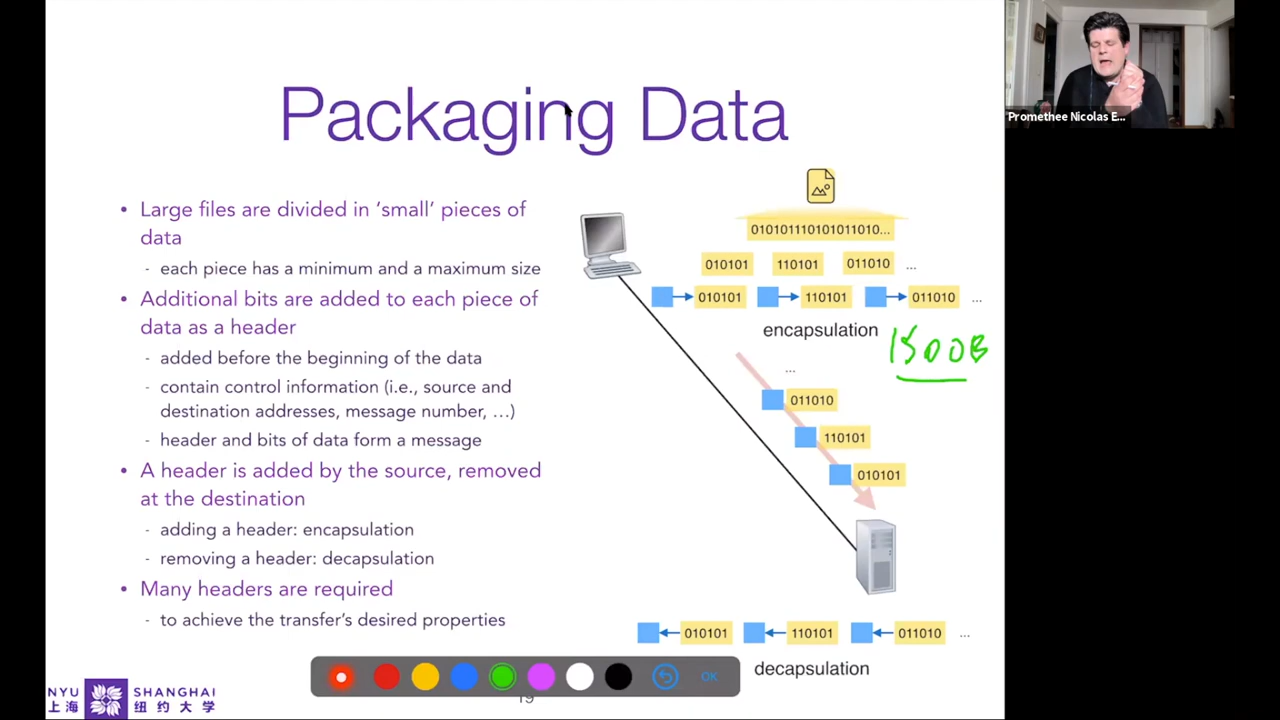 Packaging Data
Promethee Nicolas E...
• Large files are divided in ‘small’ pieces of
data
- each piece has a minimum and a maximum size
• Additional bits are added to each piece of
data as a header
- added before the beginning of the data
- contain control information (i.e., source and
destination addresses, message number, …)
- header and bits of data form a message
• A header is added by the source, removed
at the destination
- adding a header: encapsulation
- removing a header: decapsulation
• Many headers are required
- to achieve the transfer’s desired properties
010101110101011010...
010101 110101 011010 ...
010101 110101 011010 ...
encapsulation
1500B
...
011010
110101
010101
010101 110101 011010 ...
decapsulation
OK
19
NYU SHANGHAI
上海 纽约大学